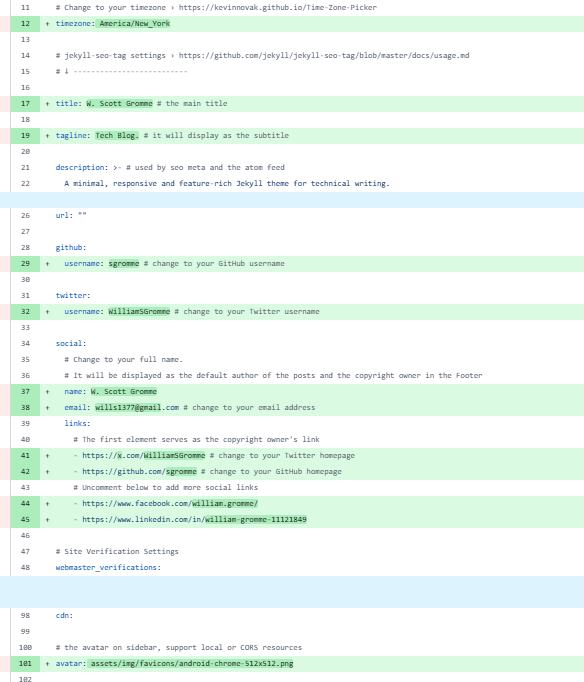 11 # Change to your timezone › https://kevinnovak.github.io/Time-Zone-Picker
12 + timezone: America/New_York
13
14 # jekyll-seo-tag settings › https://github.com/jekyll/jekyll-seo-tag/blob/master/docs/usage.md
15 # ↓ --------------------------
16
17 + title: W. Scott Gromme # the main title
18
19 + tagline: Tech Blog. # it will display as the subtitle
20
21 description: >- # used by seo meta and the atom feed
22 A minimal, responsive and feature-rich Jekyll theme for technical writing.
26 url: ""
27
28 github:
29 + username: sgromme # change to your GitHub username
30
31 twitter:
32 + username: WilliamSGromme # change to your Twitter username
33
34 social:
35 # Change to your full name.
36 # It will be displayed as the default author of the posts and the copyright owner in the Footer
37 + name: W. Scott Gromme
38 + email: wills1377@gmail.com # change to your email address
39 links:
40 # The first element serves as the copyright owner's link
41 + - https://x.com/WilliamSGromme # change to your Twitter homepage
42 + - https://github.com/sgromme # change to your GitHub homepage
43 # Uncomment below to add more social links
44 + - https://www.facebook.com/william.gromme/
45 + - https://www.linkedin.com/in/william-gromme-11121849
46
47 # Site Verification Settings
48 webmaster_verifications:
98 cdn:
99
100 # the avatar on sidebar, support local or CORS resources
101 + avatar: assets/img/favicons/android-chrome-512x512.png
102